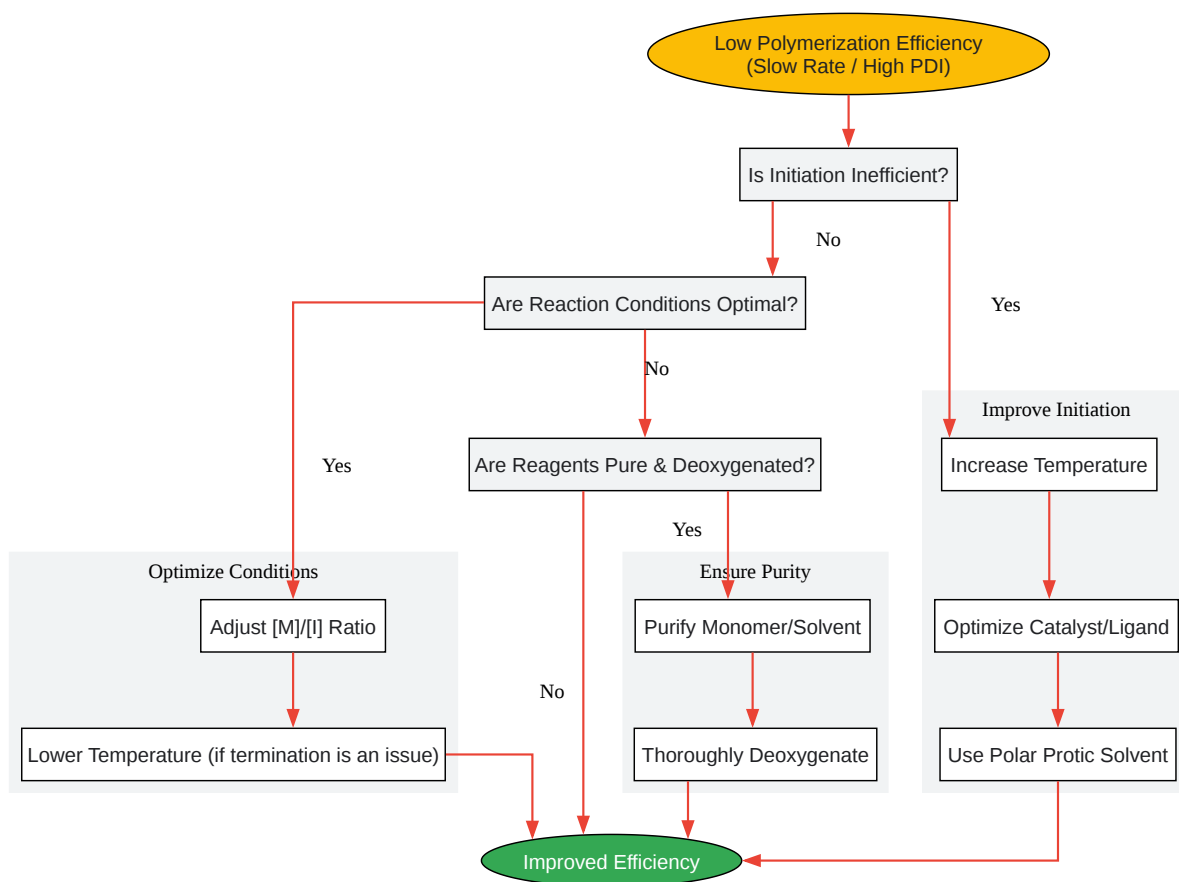 Low Polymerization Efficiency
(Slow Rate / High PDI)
Is Initiation Inefficient?
No
Are Reaction Conditions Optimal?
Yes
No
Improve Initiation
Yes
Are Reagents Pure & Deoxygenated?
Increase Temperature
Yes
Optimize Conditions
Ensure Purity
Adjust [M]/[I] Ratio
Purify Monomer/Solvent
Optimize Catalyst/Ligand
No
Lower Temperature (if termination is an issue)
Thoroughly Deoxygenate
Use Polar Protic Solvent
Improved Efficiency